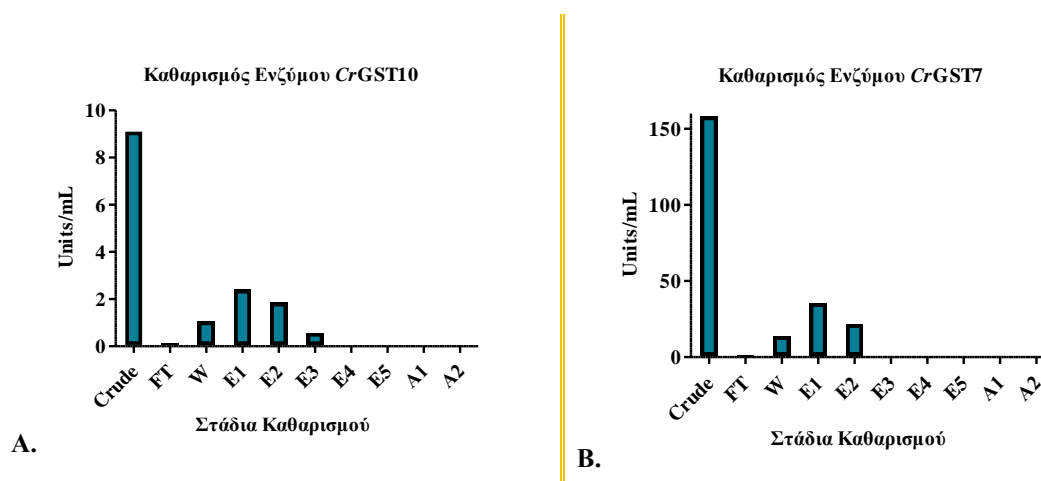 Καθαρισμός Ενζύμου CrGST10
Units/mL
10
8
6
4
2
0
Crude FT W E1 E2 E3 E4 E5 A1 A2
Στάδια Καθαρισμού
A.
Καθαρισμός Ενζύμου CrGST7
Units/mL
150
100
50
0
Crude FT W E1 E2 E3 E4 E5 A1 A2
Στάδια Καθαρισμού
B.